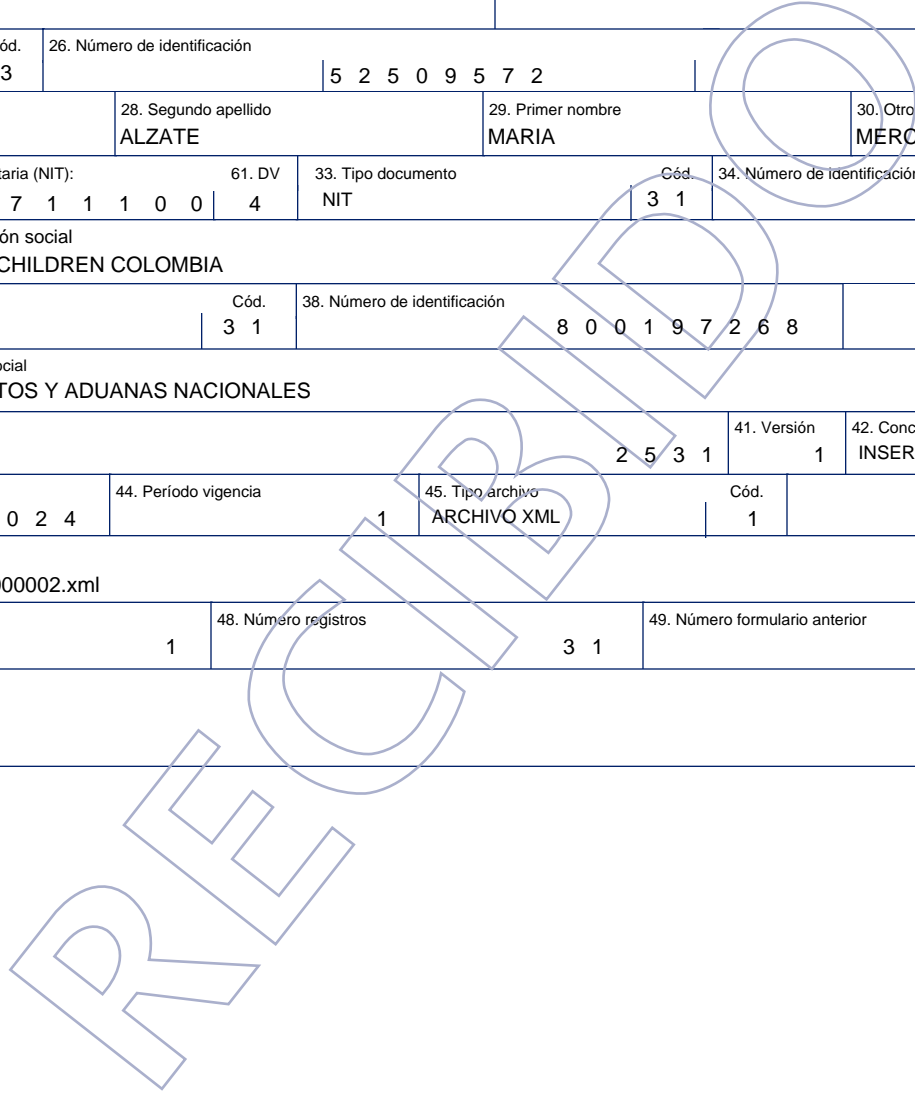 ód. 26. Número de identificación
3 5 2 5 0 9 5 7 2
28. Segundo apellido 29. Primer nombre 30. Otro
ALZATE MARIA MERC
taria (NIT): 61. DV 33. Tipo documento Cód. 34. Número de identificación
7 1 1 1 0 0 4 NIT 3 1
ón social
CHILDREN COLOMBIA
Cód. 38. Número de identificación
3 1 8 0 0 1 9 7 2 6 8
ocial
TOS Y ADUANAS NACIONALES
41. Versión 42. Conc
2 5 3 1 1 INSER
44. Período vigencia 45. Tipo archivo Cód.
0 2 4 1 ARCHIVO XML 1
000002.xml
48. Número registros 49. Número formulario anterior
1 3 1
RECIBIDO